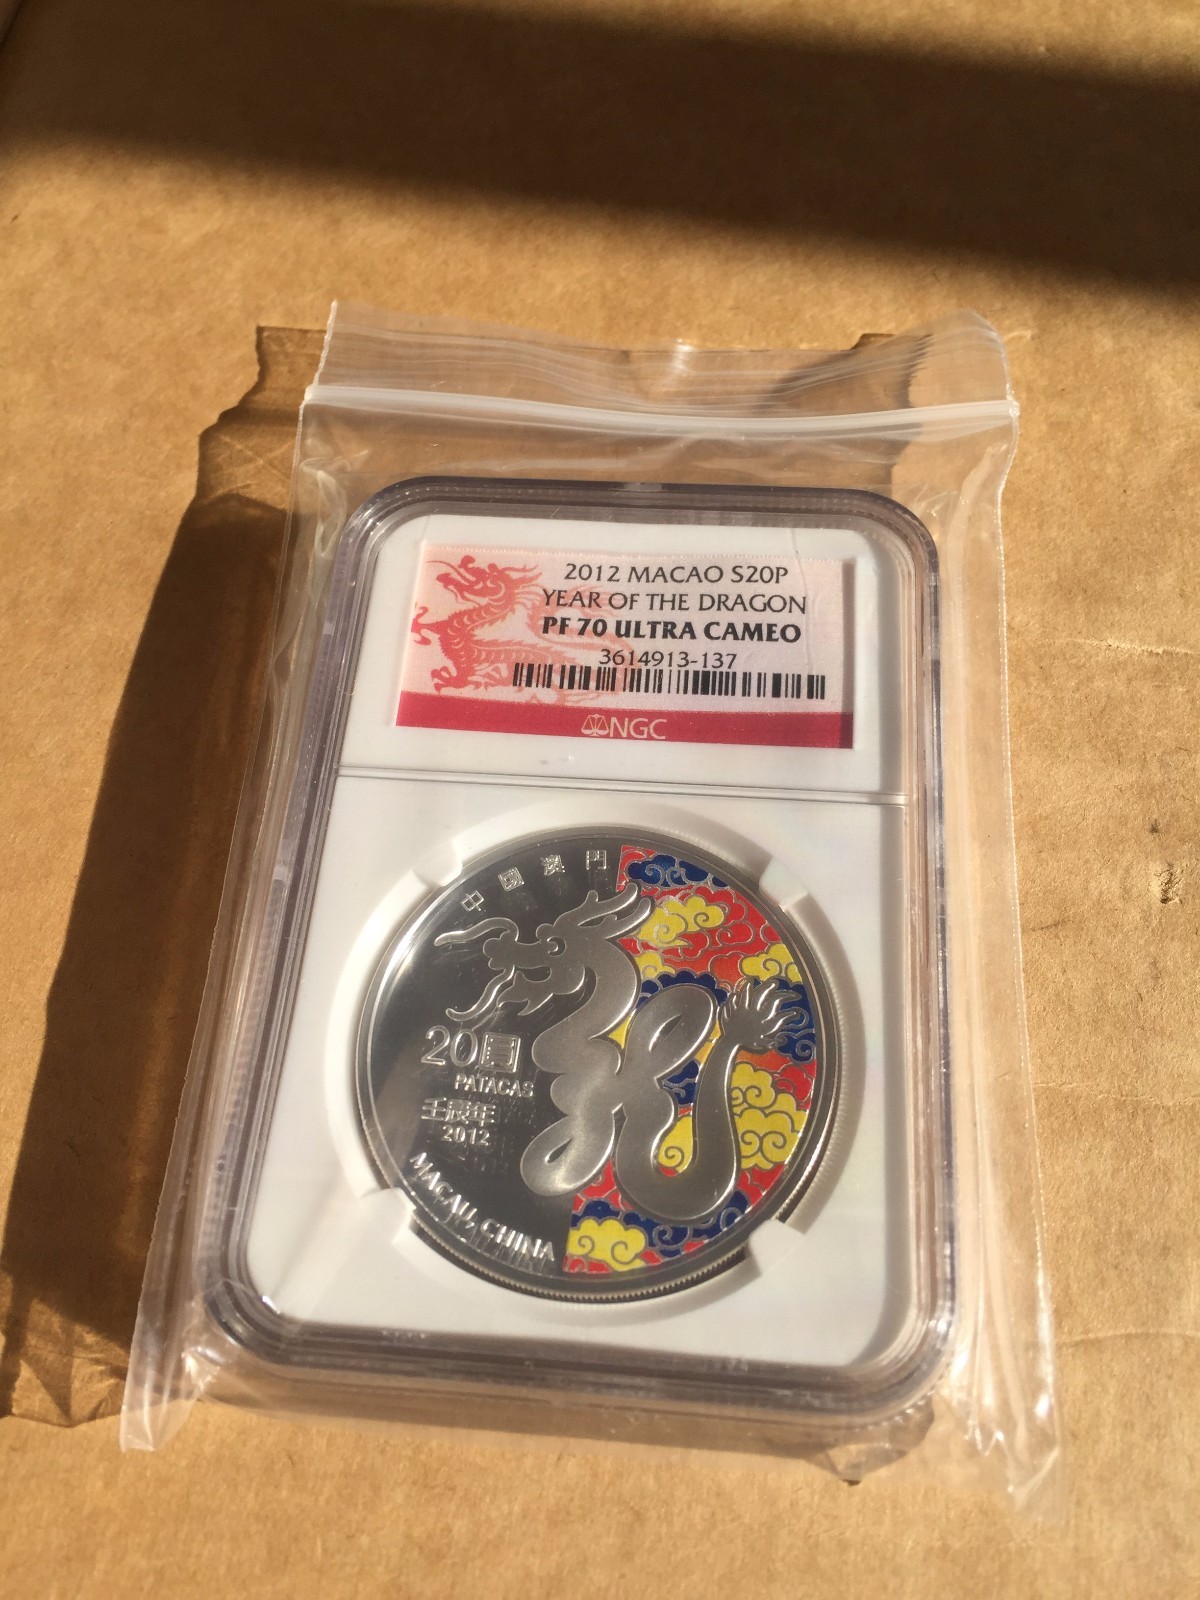 2012 MACAO S20P
YEAR OF THE DRAGON
PF 70 ULTRA CAMEO
3614913-137
NGC
中國澳門
20圓
PATACAS
壬辰年
2012
MACAU, CHINA